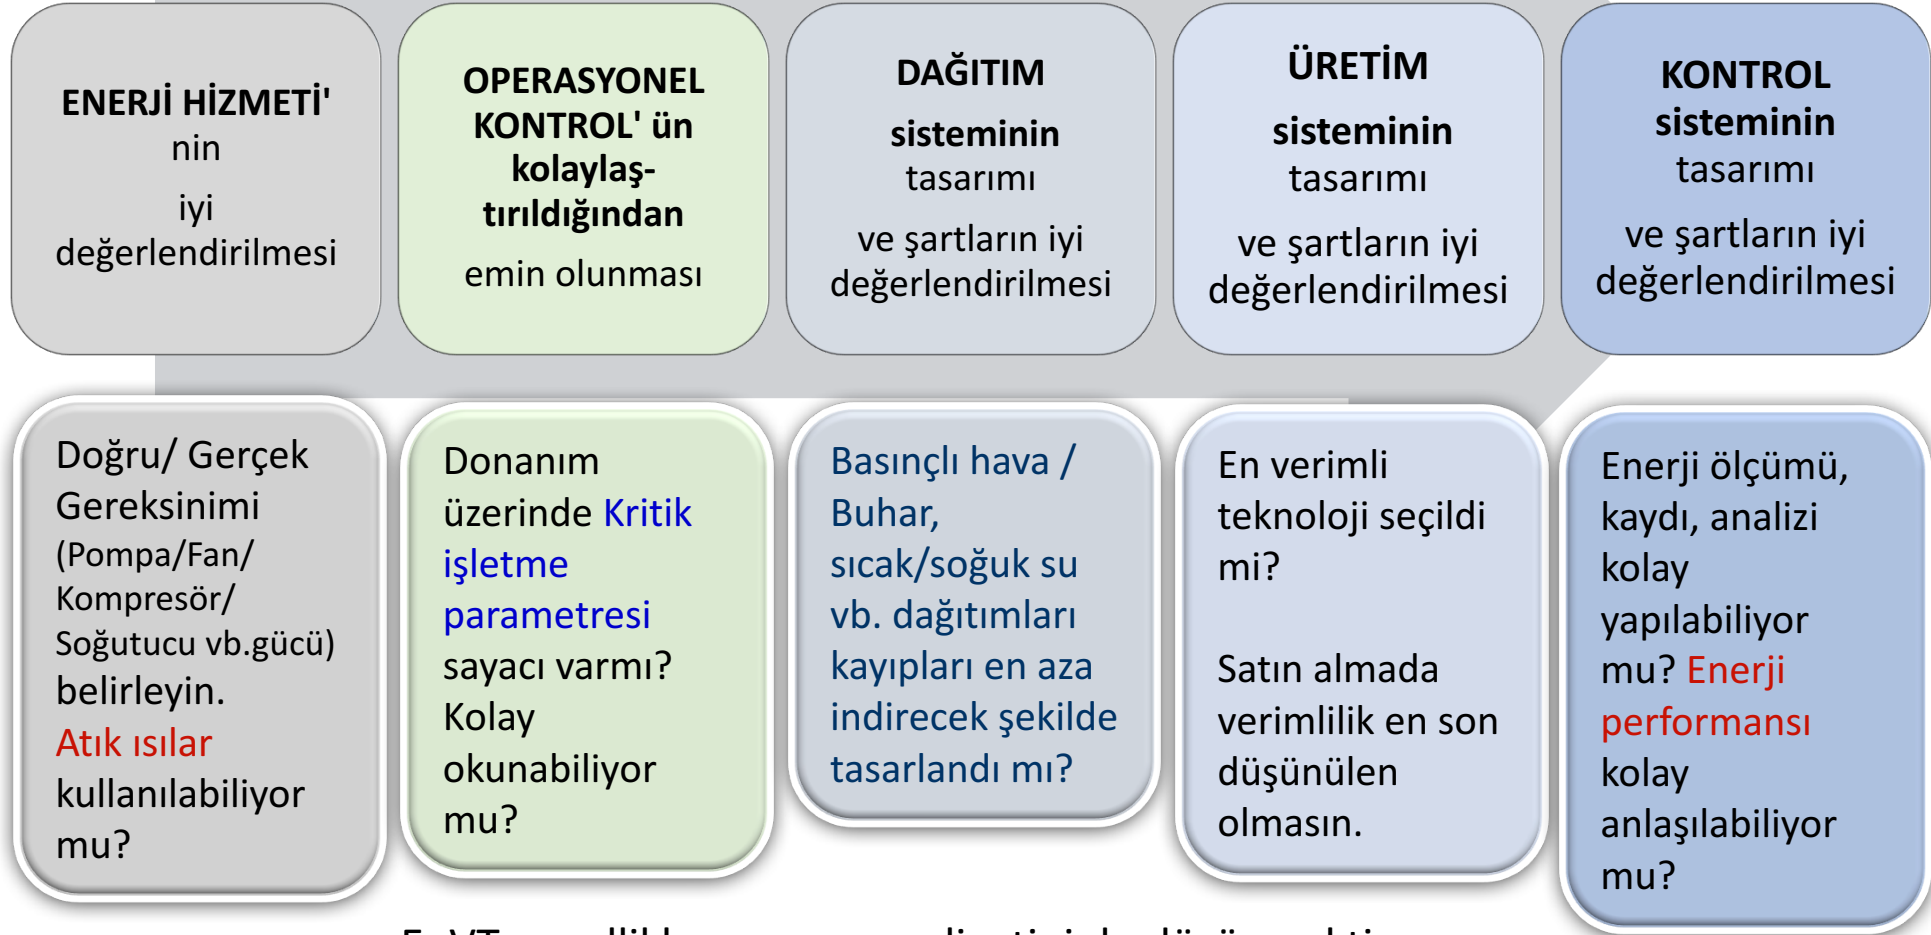 ENERJİ HİZMETİ'
nin
iyi
değerlendirilmesi
OPERASYONEL
KONTROL' ün
kolaylaş-
tırıldığından
emin olunması
DAĞITIM
sisteminin
tasarımı
ve şartların iyi
değerlendirilmesi
ÜRETİM
sisteminin
tasarımı
ve şartların iyi
değerlendirilmesi
KONTROL
sisteminin
tasarımı
ve şartların iyi
değerlendirilmesi
Doğru/ Gerçek
Gereksinimi
(Pompa/Fan/
Kompresör/
Soğutucu vb.gücü)
belirleyin.
Atık ısılar
kullanılabiliyor
mu?
Donanım
üzerinde Kritik
işletme
parametresi
sayacı varmı?
Kolay
okunabiliyor
mu?
Basınçlı hava /
Buhar,
sıcak/soğuk su
vb. dağıtımları
kayıpları en aza
indirecek şekilde
tasarlandı mı?
En verimli
teknoloji seçildi
mi?
Satın almada
verimlilik en son
düşünülen
olmasın.
Enerji ölçümü,
kaydı, analizi
kolay
yapılabiliyor
mu? Enerji
performansı
kolay
anlaşılabiliyor
mu?